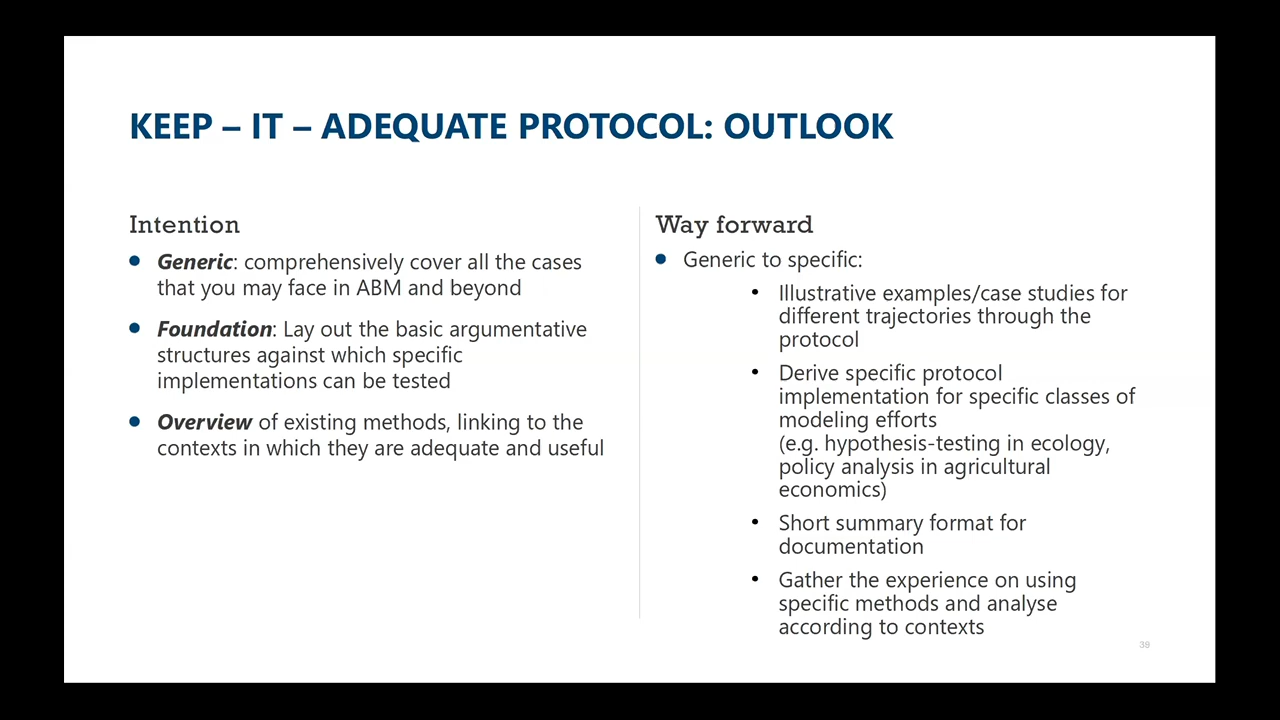 KEEP – IT – ADEQUATE PROTOCOL: OUTLOOK
Intention
Generic: comprehensively cover all the cases
that you may face in ABM and beyond
Foundation: Lay out the basic argumentative
structures against which specific
implementations can be tested
Overview of existing methods, linking to the
contexts in which they are adequate and useful
Way forward
Generic to specific:
Illustrative examples/case studies for
different trajectories through the
protocol
Derive specific protocol
implementation for specific classes of
modeling efforts
(e.g. hypothesis-testing in ecology,
policy analysis in agricultural
economics)
Short summary format for
documentation
Gather the experience on using
specific methods and analyse
according to contexts